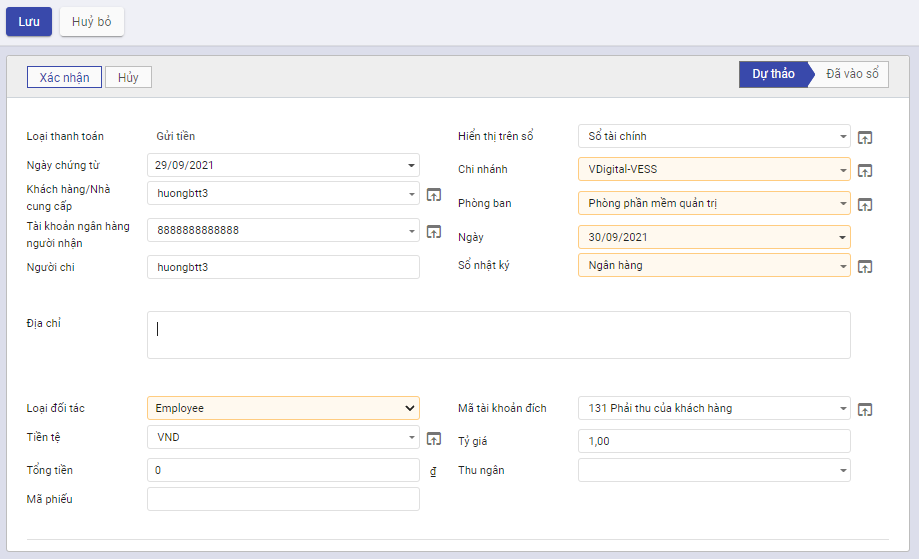 Lưu Huỷ bỏ
Xác nhận Hủy Dự thảo Đã vào sổ
Loại thanh toán Gửi tiền Hiển thị trên sổ Sổ tài chính
Ngày chứng từ 29/09/2021 Chi nhánh VDigital-VESS
Khách hàng/Nhà
cung cấp huongbtt3 Phòng ban Phòng phần mềm quản trị
Tài khoản ngân hàng
người nhận 8888888888888 Ngày 30/09/2021
Người chi huongbtt3 Sổ nhật ký Ngân hàng
Địa chỉ
Loại đối tác Employee Mã tài khoản đích 131 Phải thu của khách hàng
Tiền tệ VND Tỷ giá 1,00
Tổng tiền 0 ₫ Thu ngân
Mã phiếu